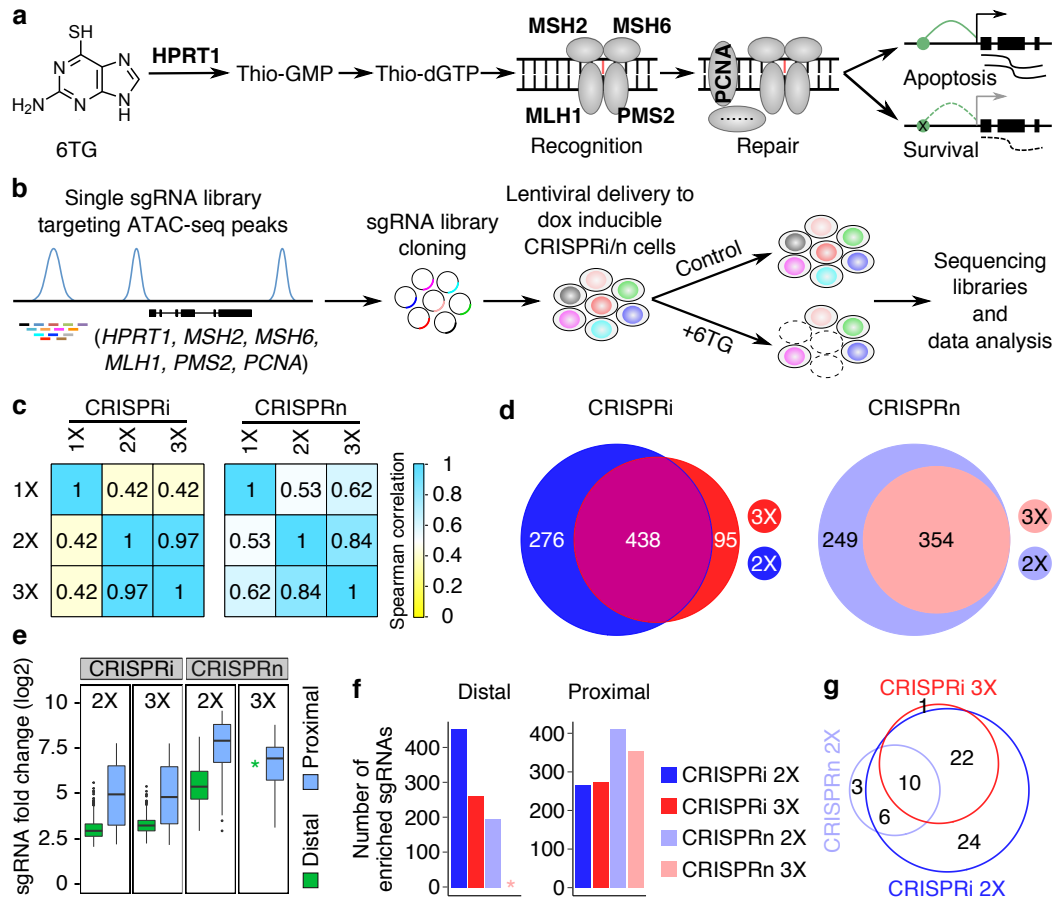 a
SH
N
N
H2N
N
N
H
6TG
HPRT1
Thio-GMP
Thio-dGTP
MSH2
MSH6
MLH1
PMS2
Recognition
PCNA
......
Repair
Apoptosis
X
Survival
b
Single sgRNA library
targeting ATAC-seq peaks
(HPRT1, MSH2, MSH6,
MLH1, PMS2, PCNA)
sgRNA library
cloning
Lentiviral delivery to
dox inducible
CRISPRi/n cells
Control
+6TG
Sequencing
libraries
and
data analysis
c
CRISPRi
CRISPRn
1X 2X 3X
1X 2X 3X
1X 1 0.42 0.42
1 0.53 0.62
2X 0.42 1 0.97
0.53 1 0.84
3X 0.42 0.97 1
0.62 0.84 1
Spearman correlation
1
0.8
0.6
0.4
0.2
0
d
CRISPRi
276
438
95
3X
2X
CRISPRn
249
354
3X
2X
e
CRISPRi
CRISPRn
2X
3X
2X
3X
sgRNA fold change (log2)
10
7.5
5
2.5
0
*
Distal
Proximal
f
Distal
Proximal
Number of
enriched sgRNAs
400
300
200
100
0
*
400
300
200
100
0
CRISPRi 2X
CRISPRi 3X
CRISPRn 2X
CRISPRn 3X
g
CRISPRi 3X
1
22
CRISPRn 2X
3
10
6
24
CRISPRi 2X